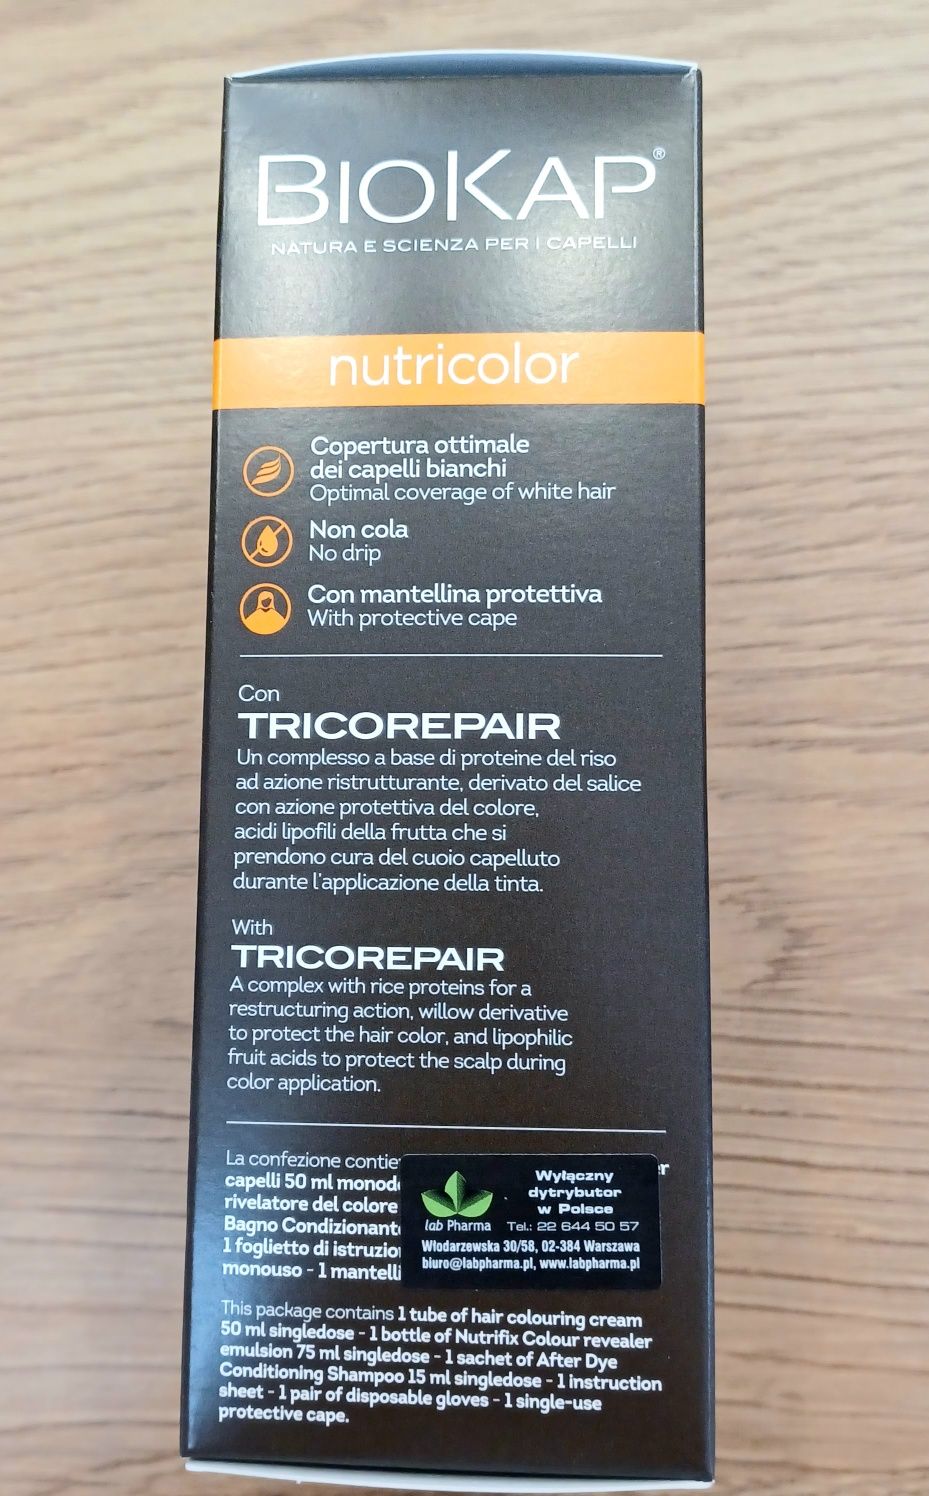 BIOKAP®
NATURA E SCIENZA PER I CAPELLI
nutricolor
Copertura ottimale
dei capelli bianchi
Optimal coverage of white hair
Non cola
No drip
Con mantellina protettiva
With protective cape
Con
TRICOREPAIR
Un complesso a base di proteine del riso
ad azione ristrutturante, derivato del salice
con azione protettiva del colore,
acidi lipofili della frutta che si
prendono cura del cuoio capelluto
durante l'applicazione della tinta.
With
TRICOREPAIR
A complex with rice proteins for a
restructuring action, willow derivative
to protect the hair color, and lipophilic
fruit acids to protect the scalp during
color application.
La confezione
capelli 50 ml
rivelatore del colore
Bagno
1 foglietto di
monouso - 1
Wyłączny
dytrybutor
w Polsce
lab Pharma Tel.: 22 644 50 57
Włodarzewska 30/58, 02-384 Warszawa
biuro@labpharma.pl, www.labpharma.pl
This package contains 1 tube of hair colouring cream
50 ml singledose - 1 bottle of Nutrifix Colour revealer
emulsion 75 ml singledose - 1 sachet of After Dye
Conditioning Shampoo 15 ml singledose - 1 instruction
sheet - 1 pair of disposable gloves - 1 single-use
protective cape.